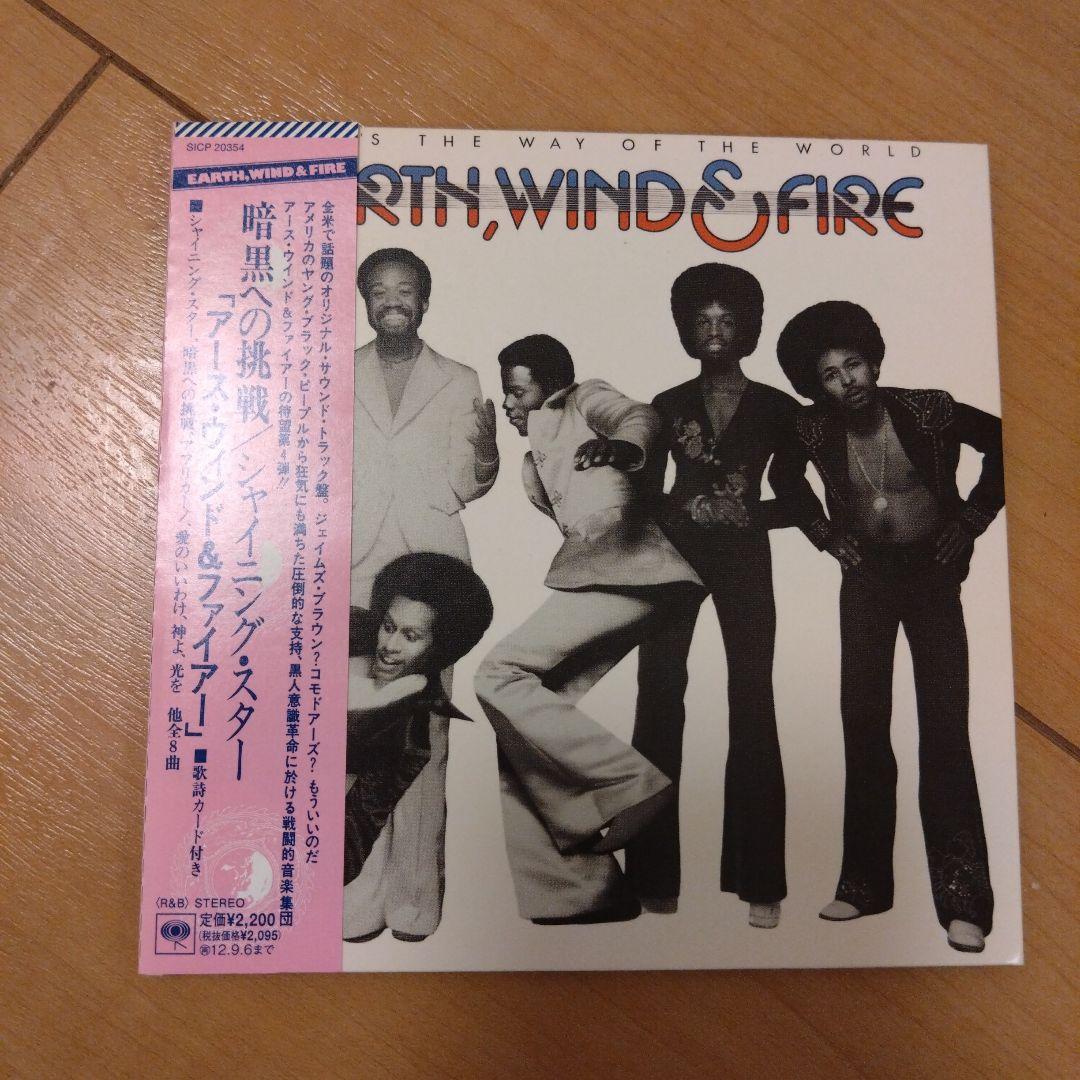 SICP 20354
EARTH, WIND & FIRE
全米で話題のオリジナル・サウンド・トラック盤。ジェイムズ・ブラウン?コモドアーズ?もういいのだ
アメリカのヤング・ブラック・ピープルから狂気にも満ちた圧倒的な支持、黒人意識革命に於ける戦闘的音楽集団
アース・ウインド&ファイアーの待望第4弾!!
暗黒への挑戦/シャイニング・スター
「アース・ウインド&ファイアー」
■シャイニング・スター、暗黒への挑戦、アフリカーノ、愛のいいわけ、神よ、光を 他全8曲
■歌詩カード付き
〈R&B〉 STEREO
定価¥2,200
(税抜価格¥2,095)
12.9.6まで
'S THE WAY OF THE WORLD
RTH, WIND & FIRE